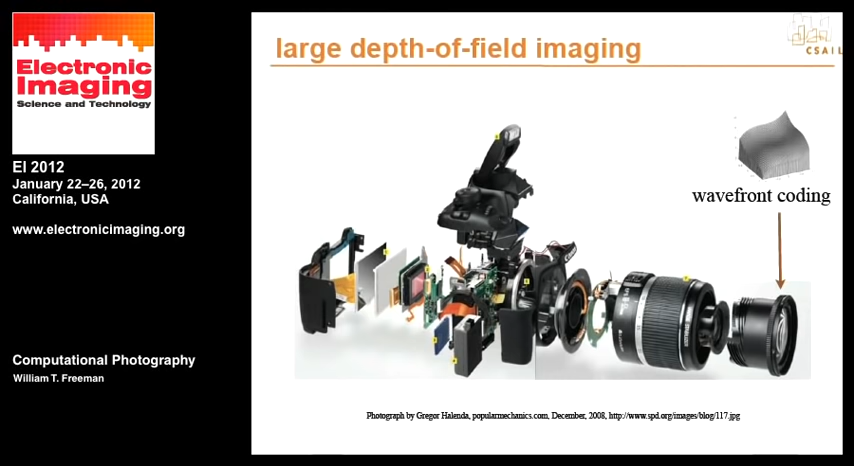 Electronic
Imaging
Science and Technology
EI 2012
January 22–26, 2012
California, USA
www.electronicimaging.org
Computational Photography
William T. Freeman
large depth-of-field imaging
CSAIL
wavefront coding
Photograph by Gregor Halenda, popularmechanics.com, December, 2008, http://www.spd.org/images/blog/117.jpg